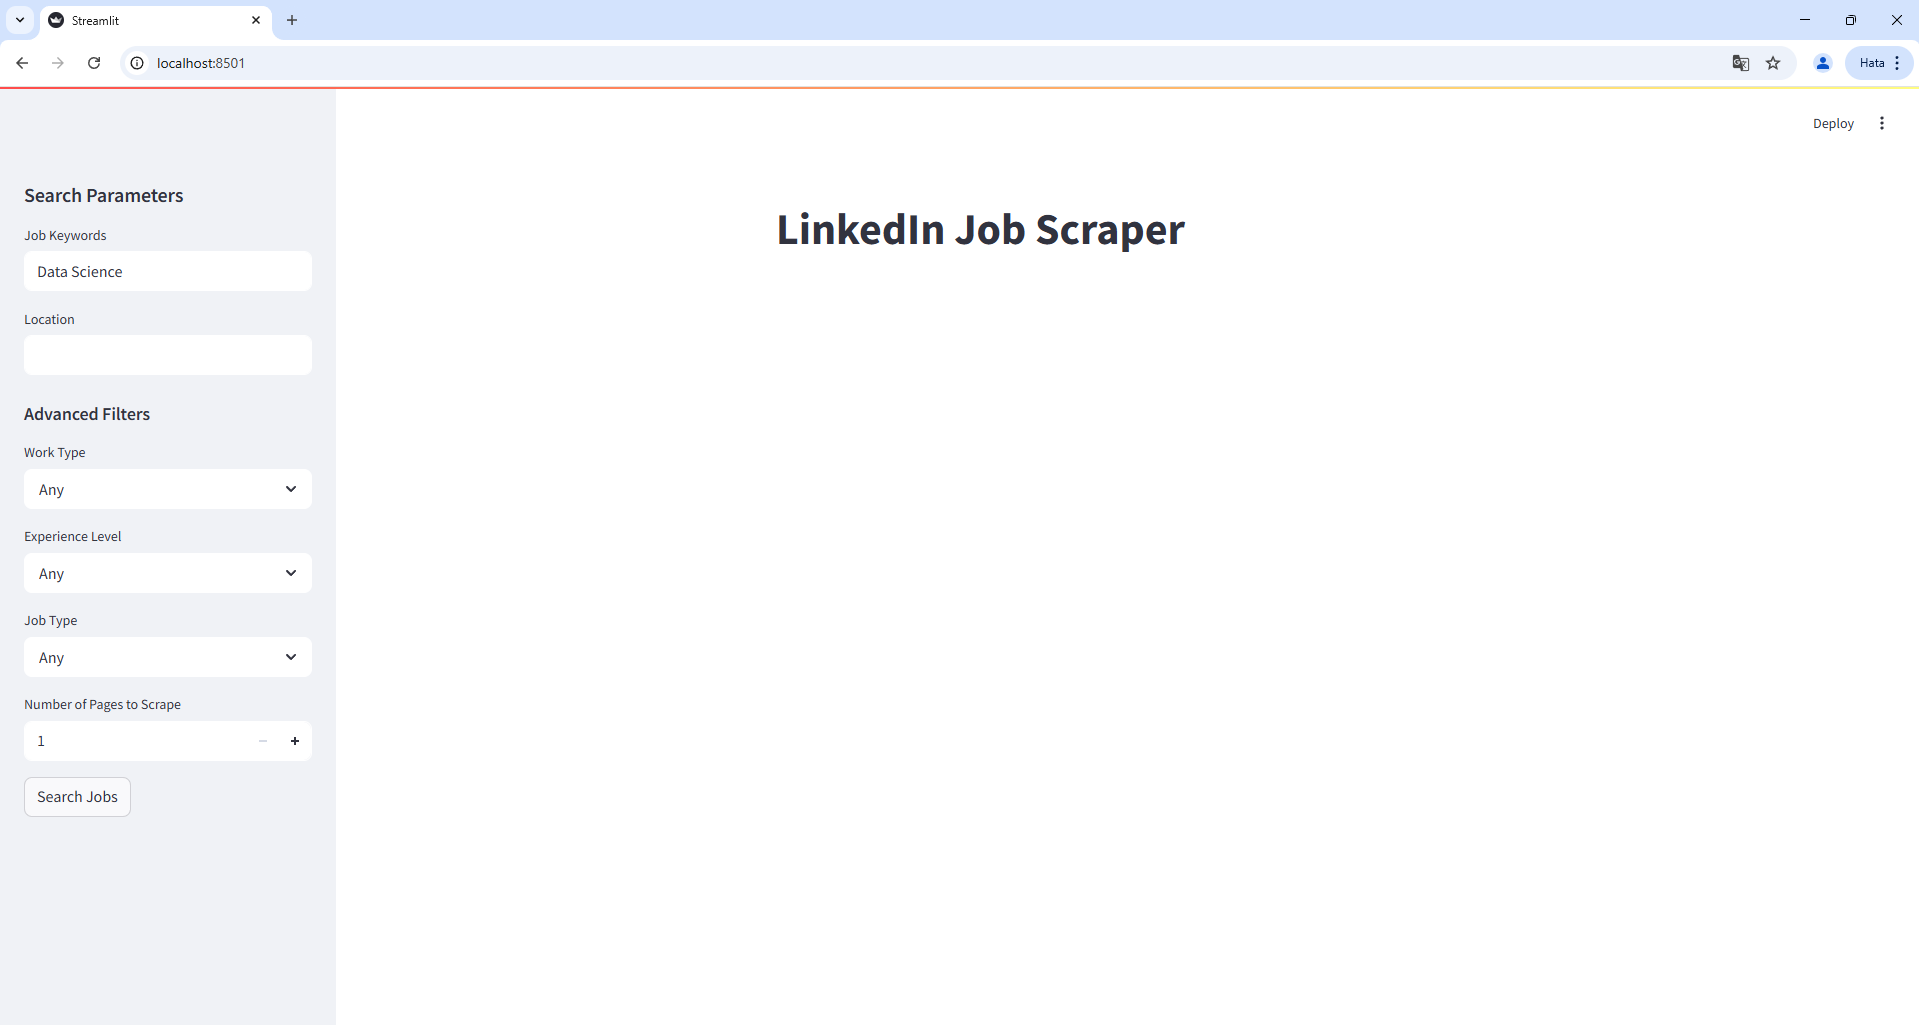 Streamlit
localhost:8501
Hata
Deploy
Search Parameters
Job Keywords
Data Science
Location
Advanced Filters
Work Type
Any
Experience Level
Any
Job Type
Any
Number of Pages to Scrape
1
Search Jobs
LinkedIn Job Scraper